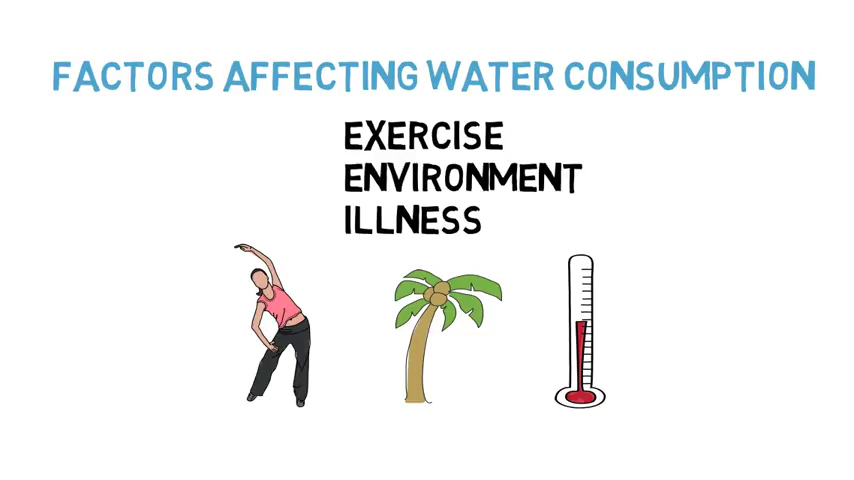 FACTORS AFFECTING WATER CONSUMPTION
EXERCISE
ENVIRONMENT
ILLNESS